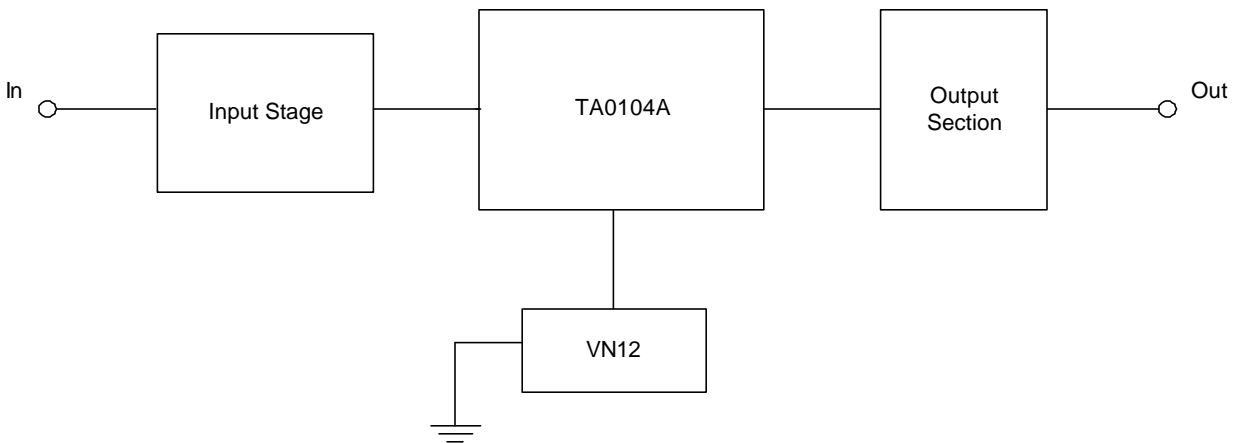 In
Input Stage
TA0104A
Output
Section
Out
VN12